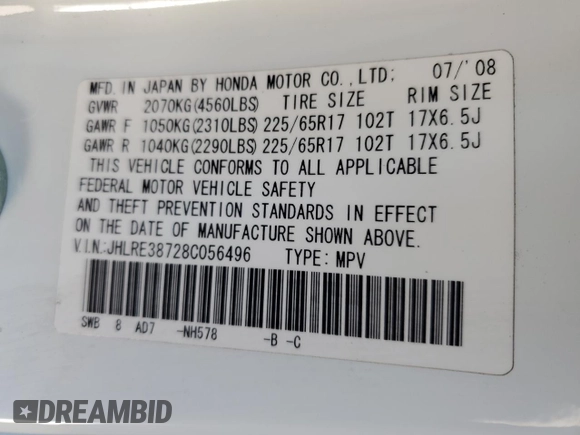 MFD. IN JAPAN BY HONDA MOTOR CO., LTD; 07/'08
GVWR 2070KG(4560LBS) TIRE SIZE RIM SIZE
GAWR F 1050KG(2310LBS) 225/65R17 102T 17X6.5J
GAWR R 1040KG(2290LBS) 225/65R17 102T 17X6.5J
THIS VEHICLE CONFORMS TO ALL APPLICABLE
FEDERAL MOTOR VEHICLE SAFETY
AND THEFT PREVENTION STANDARDS IN EFFECT
ON THE DATE OF MANUFACTURE SHOWN ABOVE.
V.I.N.:JHLRE38728C056496 TYPE: MPV
SWB 8 AD7 -NH578 -B -C
DREAMBID